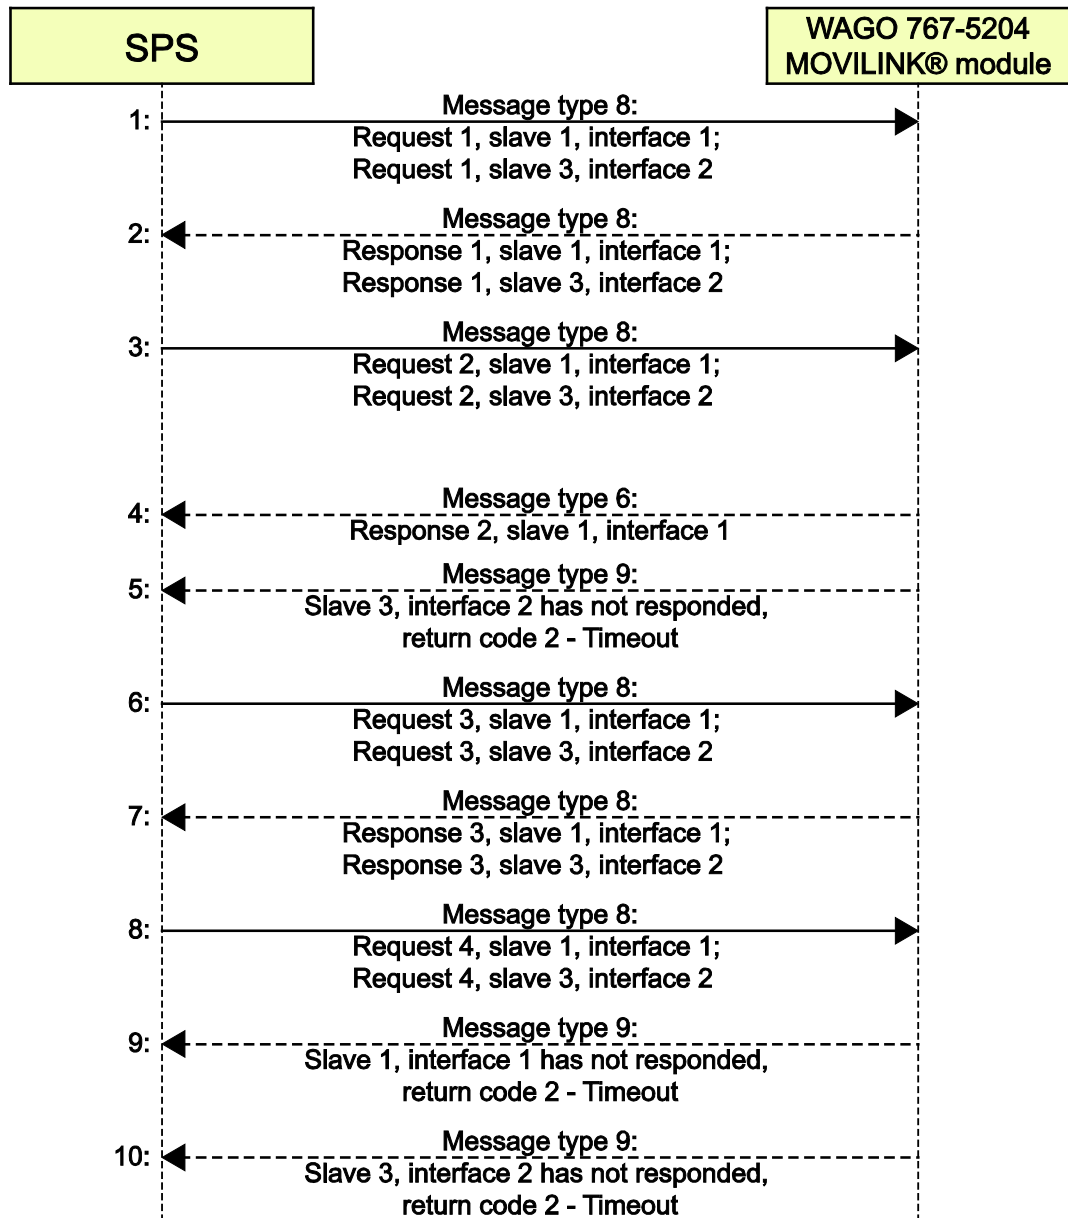 SPS
WAGO 767-5204
MOVILINK® module
1:
Message type 8:
Request 1, slave 1, interface 1;
Request 1, slave 3, interface 2
2:
Message type 8:
Response 1, slave 1, interface 1;
Response 1, slave 3, interface 2
3:
Message type 8:
Request 2, slave 1, interface 1;
Request 2, slave 3, interface 2
4:
Message type 6:
Response 2, slave 1, interface 1
5:
Message type 9:
Slave 3, interface 2 has not responded,
return code 2 - Timeout
6:
Message type 8:
Request 3, slave 1, interface 1;
Request 3, slave 3, interface 2
7:
Message type 8:
Response 3, slave 1, interface 1;
Response 3, slave 3, interface 2
8:
Message type 8:
Request 4, slave 1, interface 1;
Request 4, slave 3, interface 2
9:
Message type 9:
Slave 1, interface 1 has not responded,
return code 2 - Timeout
10:
Message type 9:
Slave 3, interface 2 has not responded,
return code 2 - Timeout